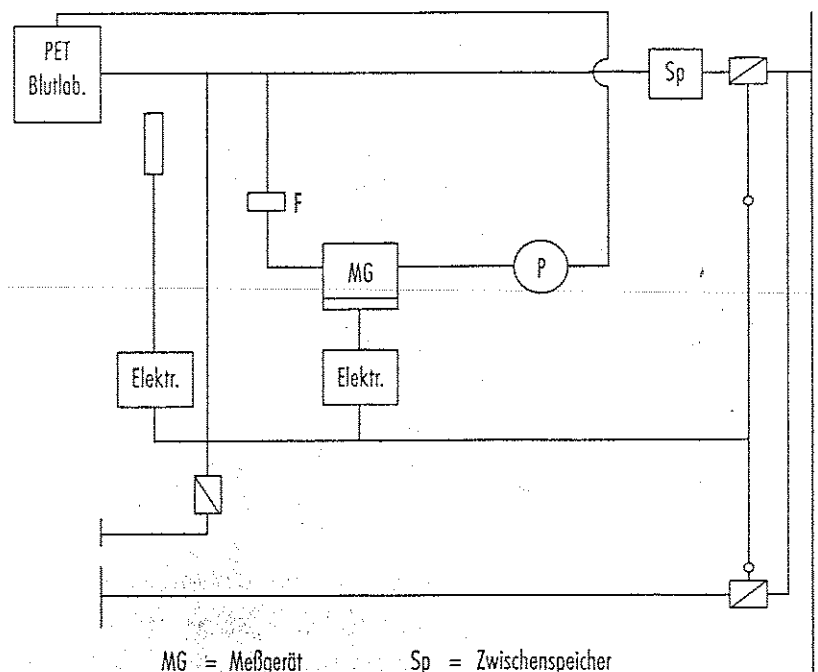 PET
Blutlab.
Sp
F
MG
P
Elektr.
Elektr.
MG = Meßgerät Sp = Zwischenspeicher